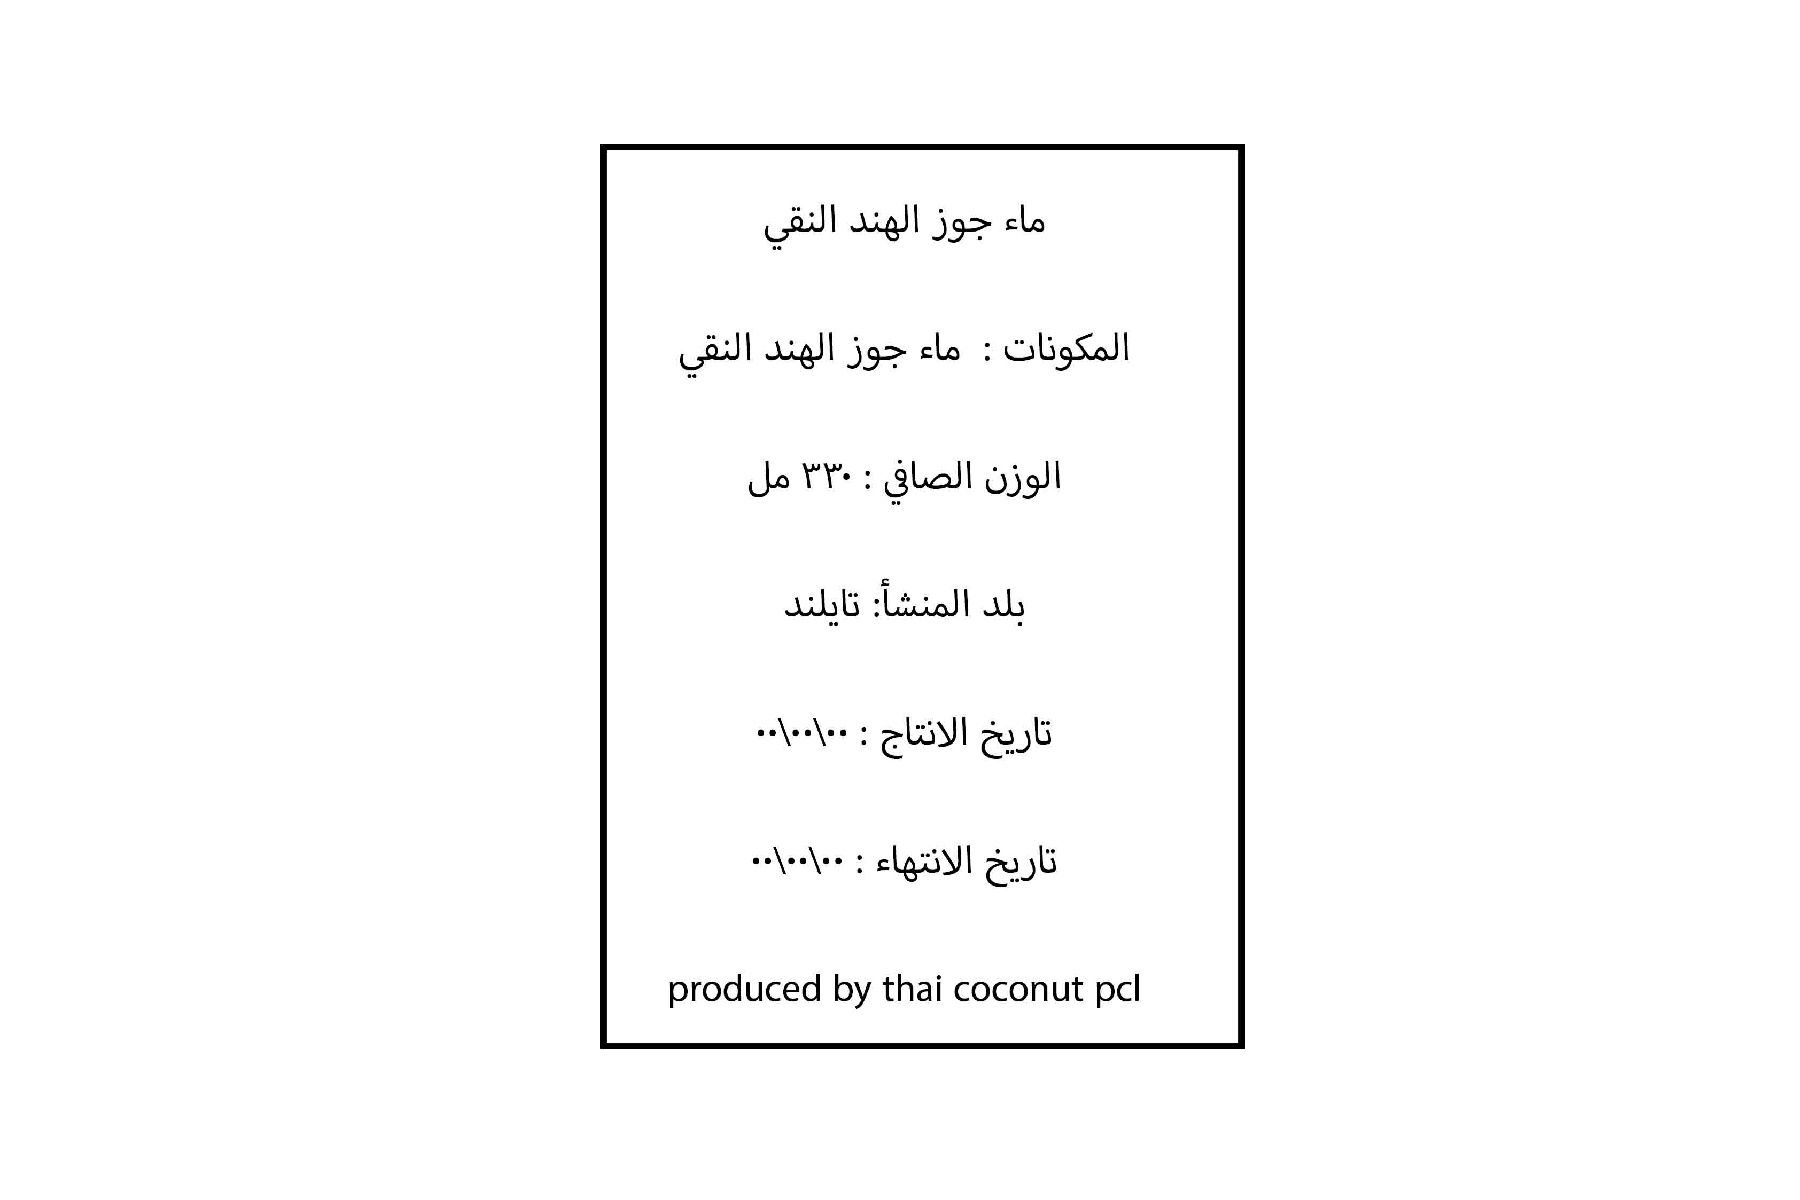 ماء جوز الهند النقي
المكونات : ماء جوز الهند النقي
الوزن الصافي : ٣٣٠ مل
بلد المنشأ: تايلند
تاريخ الانتاج : ٠٠\٠٠\٠٠
تاريخ الانتهاء : ٠٠\٠٠\٠٠
produced by thai coconut pcl